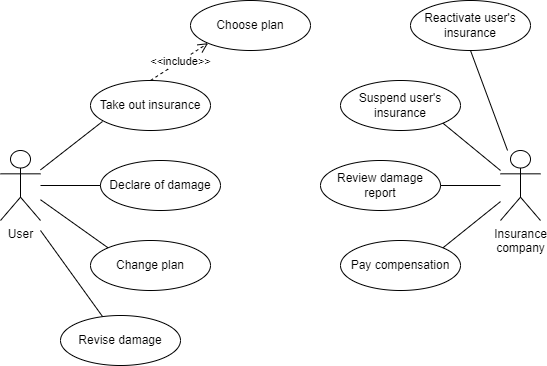 Choose plan
Reactivate user's
insurance
<<include>>
Take out insurance
Suspend user's
insurance
Declare of damage
Review damage
report
User
Insurance
company
Change plan
Pay compensation
Revise damage